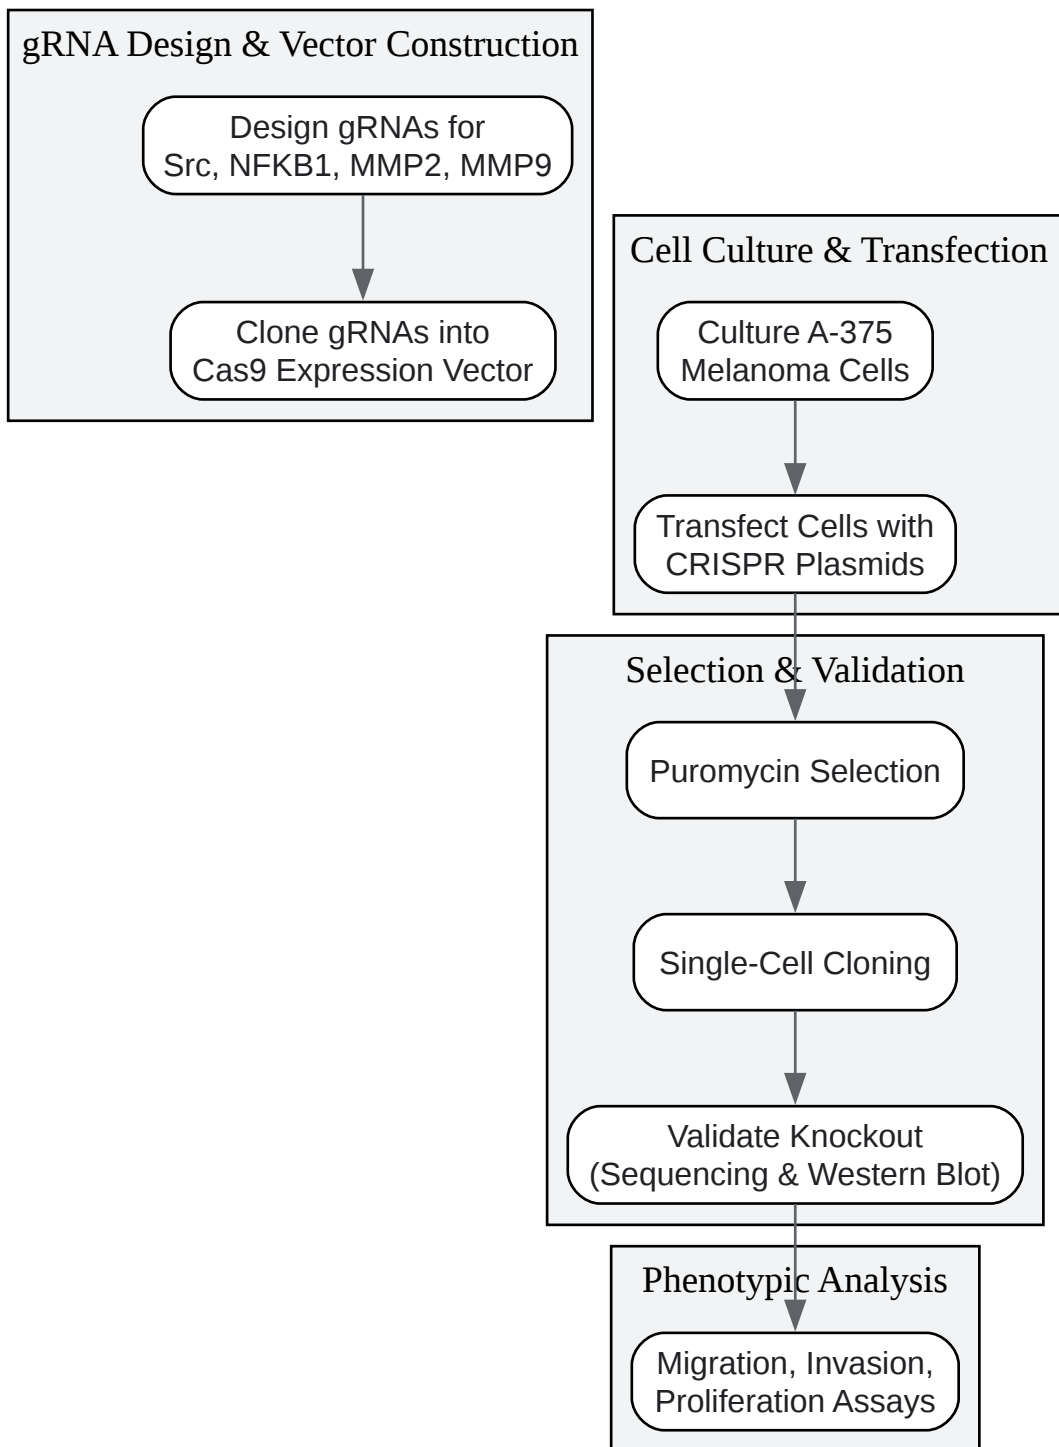 gRNA Design & Vector Construction
Design gRNAs for
Src, NFKB1, MMP2, MMP9
Clone gRNAs into
Cas9 Expression Vector
Cell Culture & Transfection
Culture A-375
Melanoma Cells
Transfect Cells with
CRISPR Plasmids
Selection & Validation
Puromycin Selection
Single-Cell Cloning
Validate Knockout
(Sequencing & Western Blot)
Phenotypic Analysis
Migration, Invasion,
Proliferation Assays